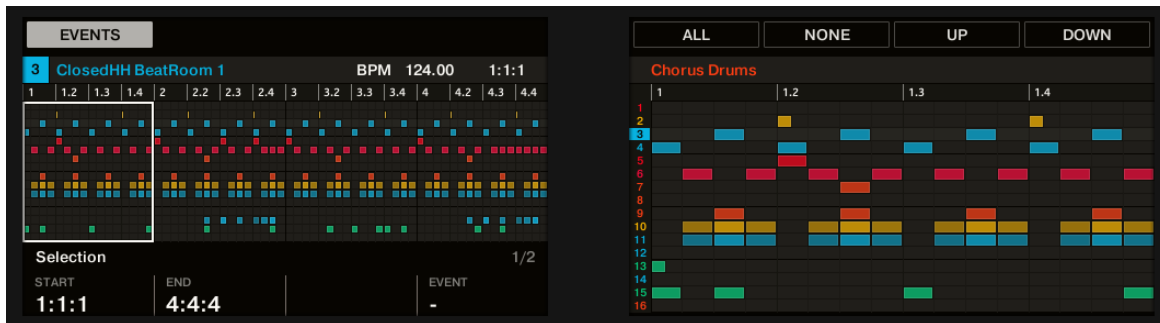 EVENTS
3 ClosedHH BeatRoom 1 BPM 124.00 1:1:1
1 1.2 1.3 1.4 2 2.2 2.3 2.4 3 3.2 3.3 3.4 4 4.2 4.3 4.4
Selection 1/2
START END EVENT
1:1:1 4:4:4 -
ALL NONE UP DOWN
Chorus Drums
1 1.2 1.3 1.4
1
2
3
4
5
6
7
8
9
10
11
12
13
14
15
16